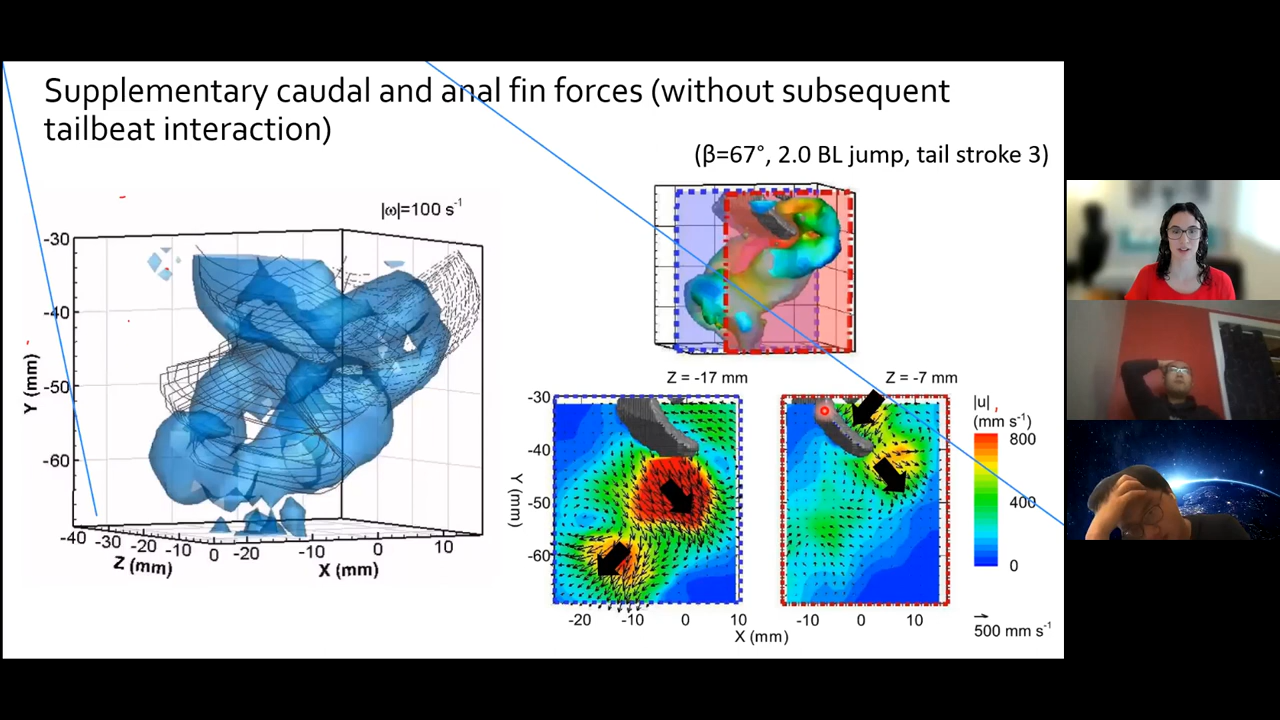 Supplementary caudal and anal fin forces (without subsequent
tailbeat interaction)
(β=67°, 2.0 BL jump, tail stroke 3)
|ω|=100 s⁻¹
-30
-40
-50
-60
Y (mm)
-40
-30
-20
-10
0
Z (mm)
-20
-10
0
10
X (mm)
Z = -17 mm
Z = -7 mm
-30
-40
-50
-60
Y (mm)
-20
-10
0
10
-10
0
10
X (mm)
|u|
(mm s⁻¹)
800
400
0
500 mm s⁻¹